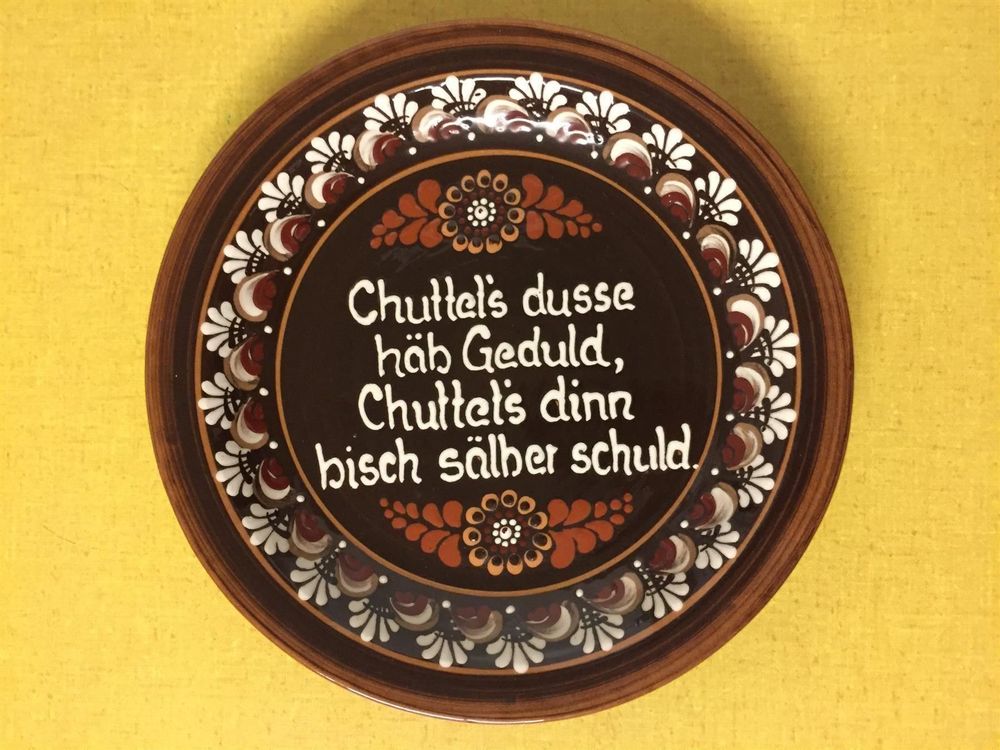 Chuttet's dusse
häb Geduld,
Chuttet's dinn
bisch sälber schuld.